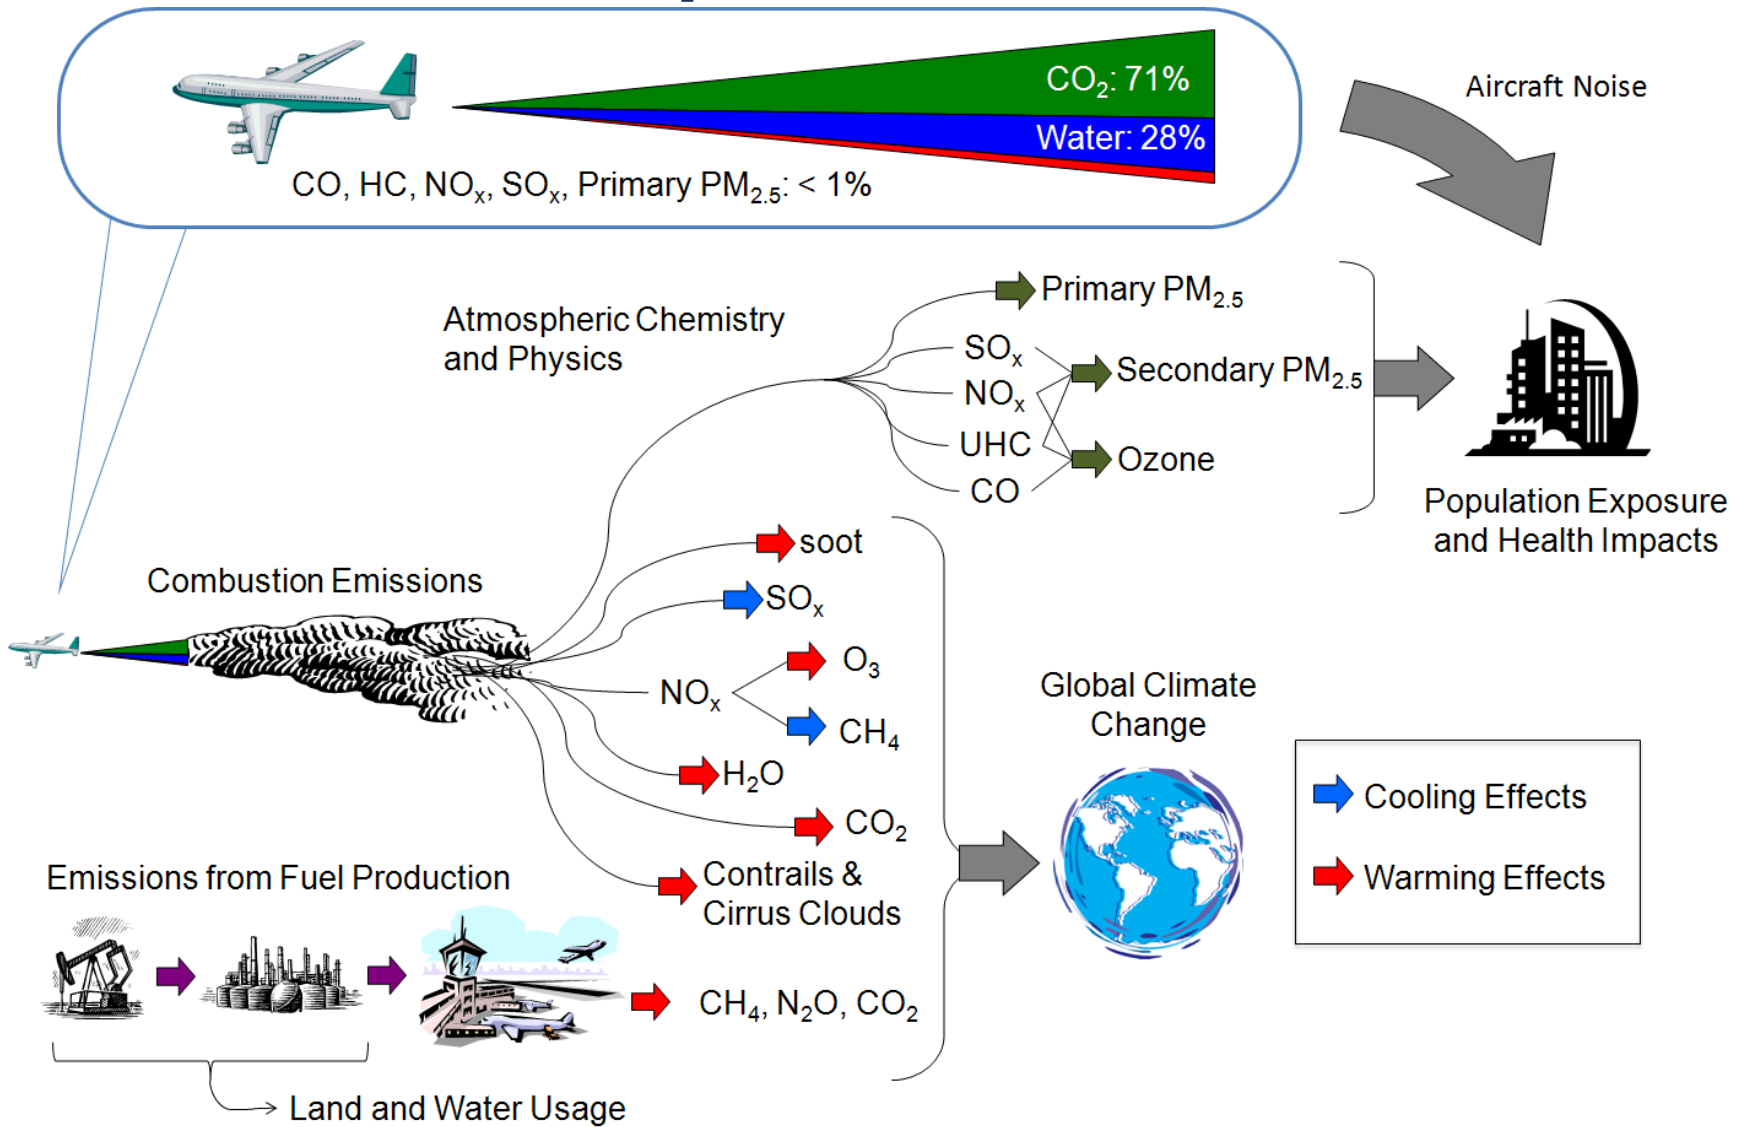 CO₂: 71%
Water: 28%
CO, HC, NOₓ, SOₓ, Primary PM₂.₅: < 1%
Aircraft Noise
Atmospheric Chemistry
and Physics
Primary PM₂.₅
SOₓ
NOₓ
UHC
CO
Secondary PM₂.₅
Ozone
Population Exposure
and Health Impacts
Combustion Emissions
soot
SOₓ
NOₓ
O₃
CH₄
H₂O
CO₂
Contrails &
Cirrus Clouds
Global Climate
Change
Cooling Effects
Warming Effects
Emissions from Fuel Production
CH₄, N₂O, CO₂
Land and Water Usage